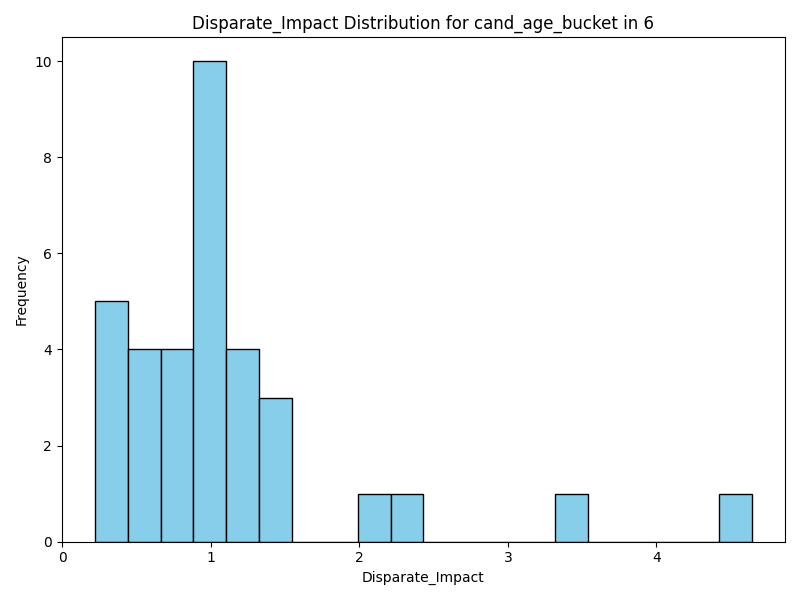 Disparate_Impact Distribution for cand_age_bucket in 6
10
8
6
4
2
0
Frequency
0 1 2 3 4
Disparate_Impact